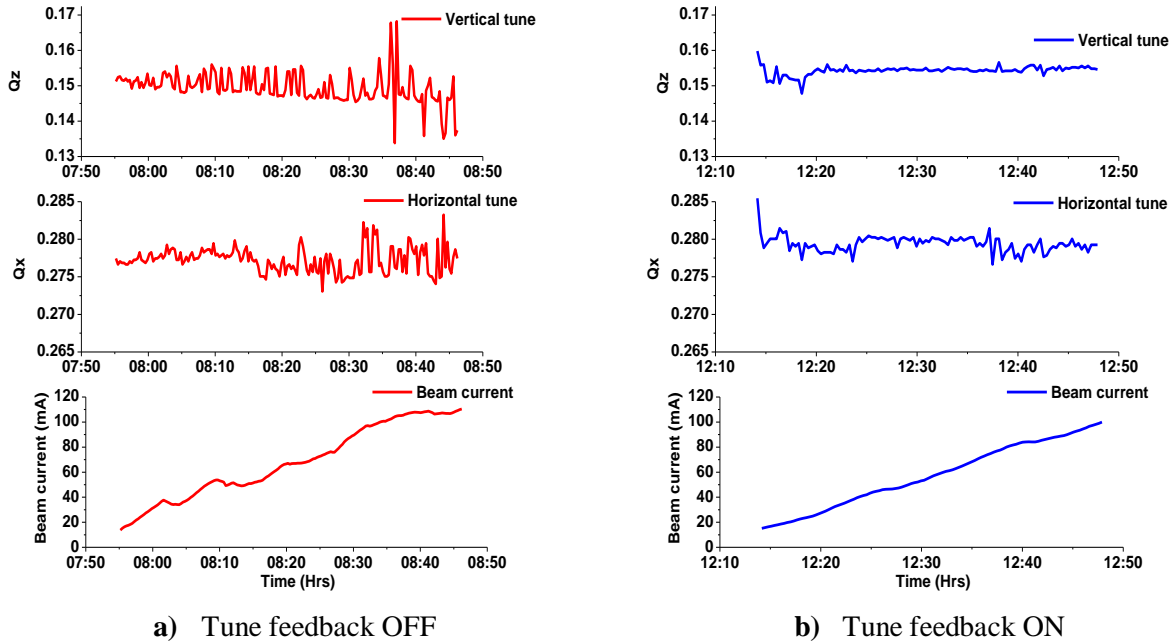 0.17
0.16
0.15
0.14
0.13
Qz
Vertical tune
07:50 08:00 08:10 08:20 08:30 08:40 08:50
0.285
0.280
0.275
0.270
0.265
Qx
Horizontal tune
07:50 08:00 08:10 08:20 08:30 08:40 08:50
120
100
80
60
40
20
0
Beam current (mA)
Beam current
07:50 08:00 08:10 08:20 08:30 08:40 08:50
Time (Hrs)
a) Tune feedback OFF
0.17
0.16
0.15
0.14
0.13
Qz
Vertical tune
12:10 12:20 12:30 12:40 12:50
0.285
0.280
0.275
0.270
0.265
Qx
Horizontal tune
12:10 12:20 12:30 12:40 12:50
120
100
80
60
40
20
0
Beam current (mA)
Beam current
12:10 12:20 12:30 12:40 12:50
Time (Hrs)
b) Tune feedback ON